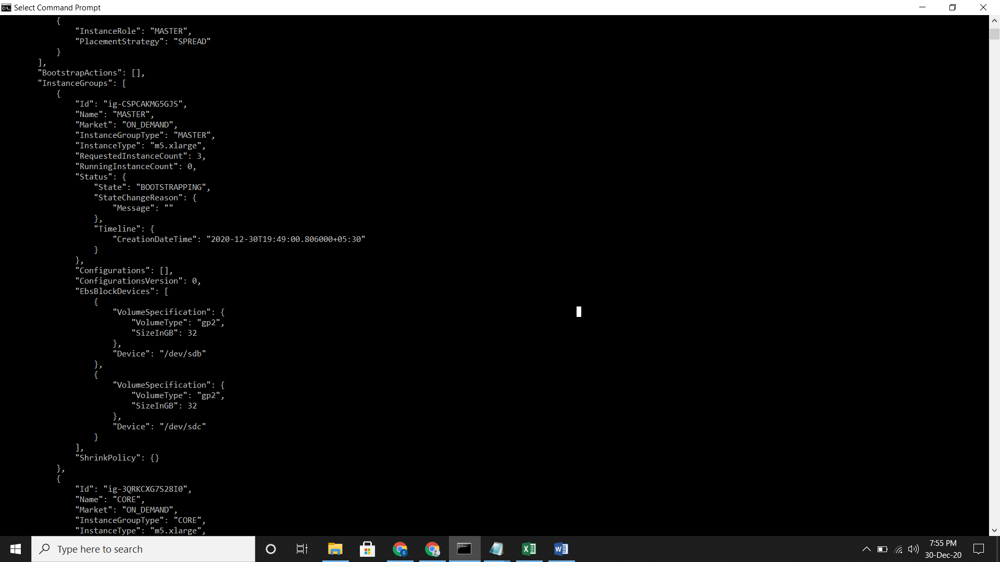 Select Command Prompt
{
"InstanceRole": "MASTER",
"PlacementStrategy": "SPREAD"
}
],
"BootstrapActions": [],
"InstanceGroups": [
{
"Id": "ig-CSPCAKMG5GJS",
"Name": "MASTER",
"Market": "ON_DEMAND",
"InstanceGroupType": "MASTER",
"InstanceType": "m5.xlarge",
"RequestedInstanceCount": 3,
"RunningInstanceCount": 0,
"Status": {
"State": "BOOTSTRAPPING",
"StateChangeReason": {
"Message": ""
},
"Timeline": {
"CreationDateTime": "2020-12-30T19:49:00.806000+05:30"
}
},
"Configurations": [],
"ConfigurationsVersion": 0,
"EbsBlockDevices": [
{
"VolumeSpecification": {
"VolumeType": "gp2",
"SizeInGB": 32
},
"Device": "/dev/sdb"
},
{
"VolumeSpecification": {
"VolumeType": "gp2",
"SizeInGB": 32
},
"Device": "/dev/sdc"
}
],
"ShrinkPolicy": {}
},
{
"Id": "ig-3QRKCXG7S28I0",
"Name": "CORE",
"Market": "ON_DEMAND",
"InstanceGroupType": "CORE",
"InstanceType": "m5.xlarge",
Type here to search
7:55 PM
30-Dec-20